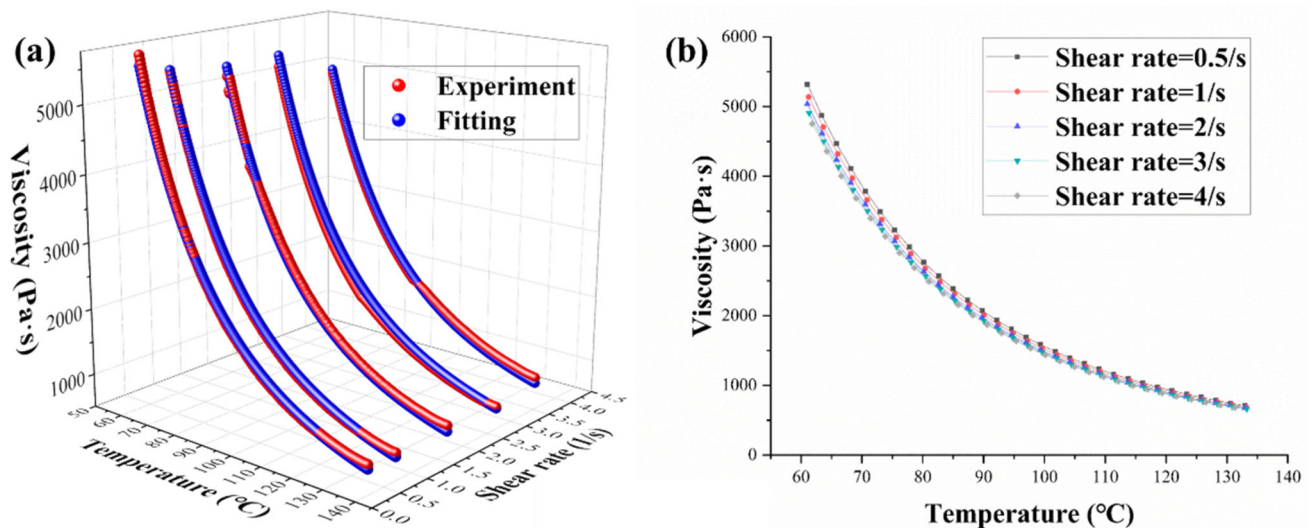 (a)
Experiment
Fitting
Viscosity (Pa·s)
5000
4000
3000
2000
1000
50
60
70
80
90
100
110
120
130
140
Temperature (°C)
0.0
0.5
1.0
1.5
2.0
2.5
3.0
3.5
4.0
4.5
Shear rate (1/s)
(b)
Shear rate=0.5/s
Shear rate=1/s
Shear rate=2/s
Shear rate=3/s
Shear rate=4/s
Viscosity (Pa·s)
6000
5000
4000
3000
2000
1000
0
60 70 80 90 100 110 120 130 140
Temperature (°C)